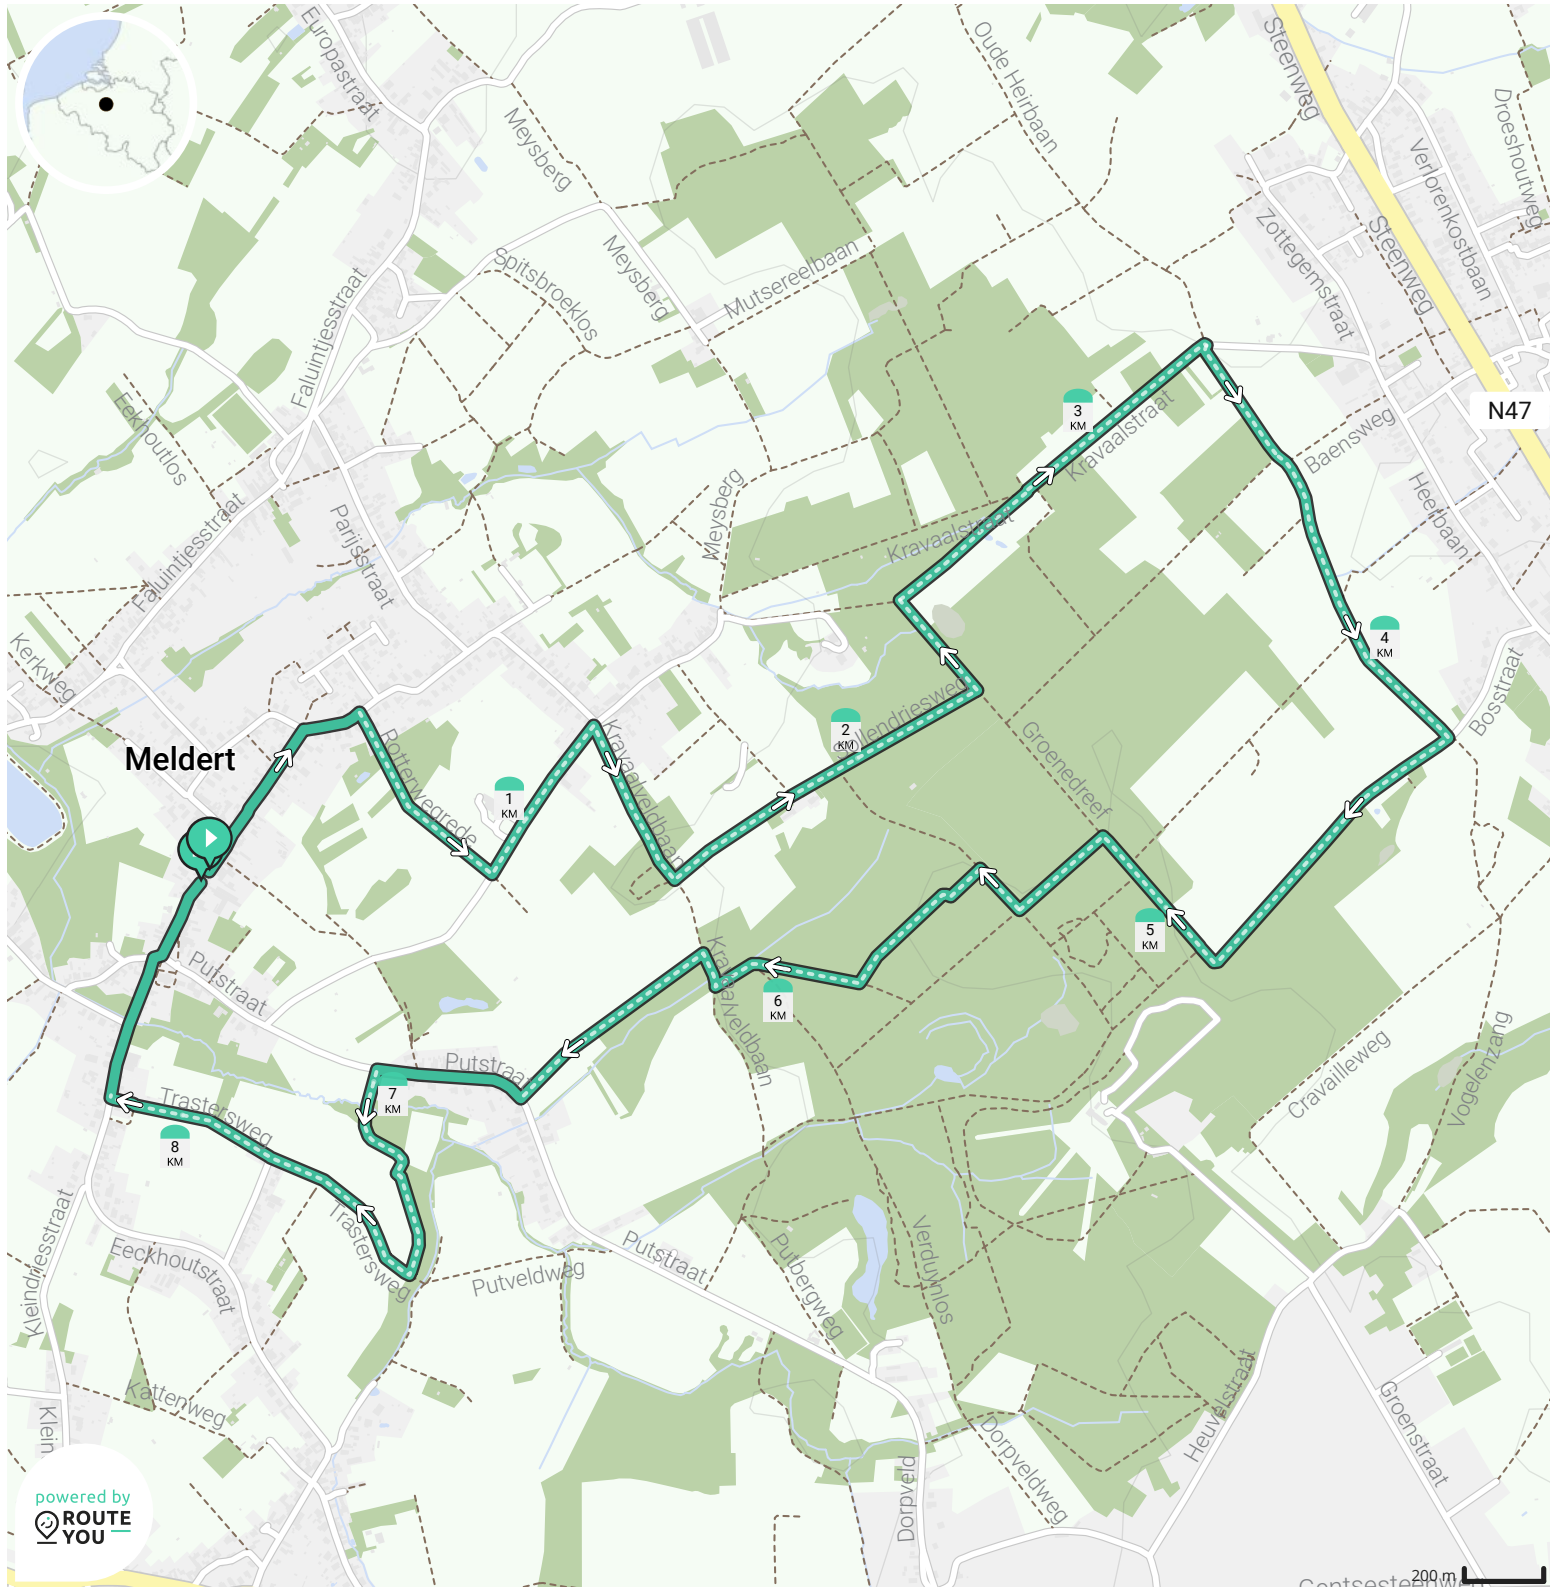 Europastraat
Meysberg
Oude Heirbaan
Steenweg
Droeshoutweg
Verlorenkostbaan
Zottegemstraat
Steenweg
Spitsbroeklos
Meysberg
Mutsereelbaan
Faluintjesstraat
Eekhoutlos
N47
3
KM
Kravaalstraat
Baensweg
Heerbaan
Meysberg
Parijsstraat
Faluintjesstraat
Kravaalstraat
Kerkweg
4
KM
Bosstraat
Meldert
Rotterwegrede
Kravaalveldbaan
2
KM
Groenedreef
1
KM
5
KM
Putstraat
Kravaalveldbaan
6
KM
Putstraat
7
KM
Cravailleweg
Vogelenzang
Trastersweg
8
KM
Kleindriesstraat
Eeckhoutstraat
Trastersweg
Putveldweg
Putstraat
Putbergweg
Verduynlos
Kattenweg
Klein
Heuvelstraat
Groenstraat
Dorpveld
Dorpveldweg
powered by
ROUTE
YOU
200 m